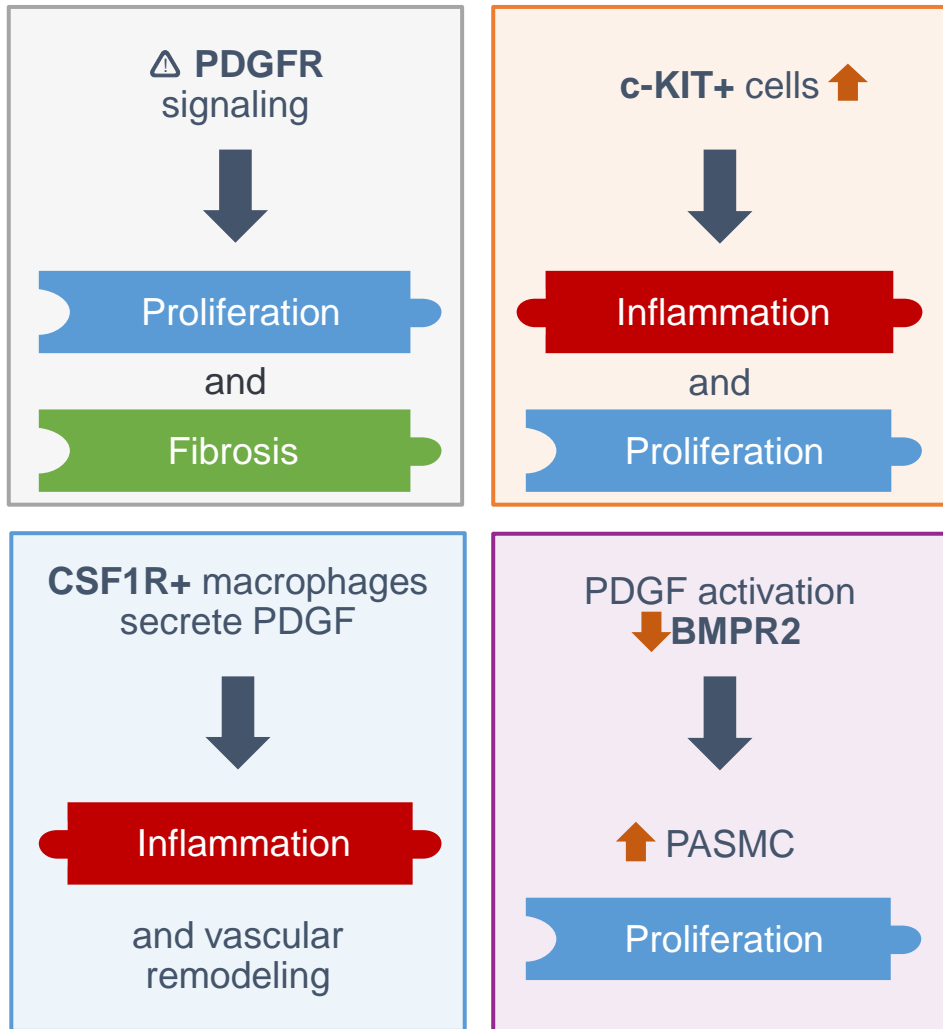 PDGFR
signaling
Proliferation
and
Fibrosis
c-KIT+ cells
Inflammation
and
Proliferation
CSF1R+ macrophages
secrete PDGF
Inflammation
and vascular
remodeling
PDGF activation
BMPR2
PASMC
Proliferation